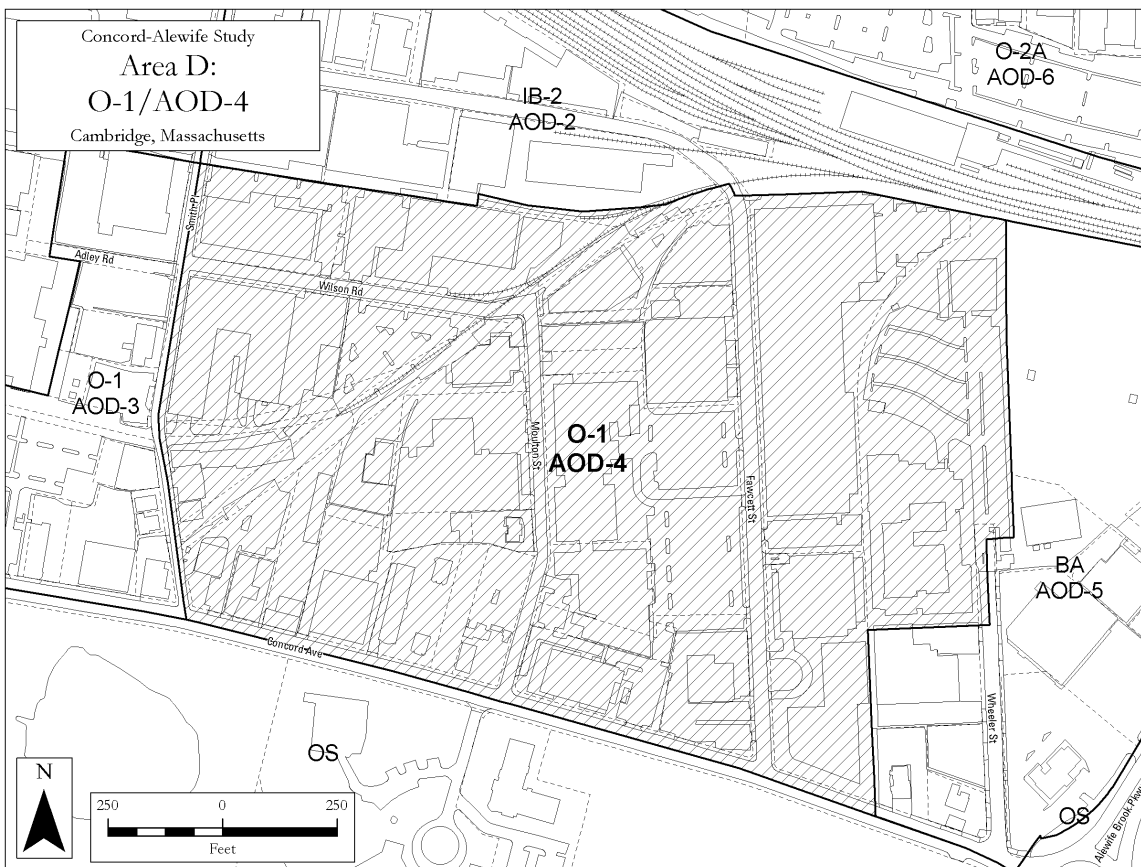 Concord-Alewife Study
Area D:
O-1/AOD-4
Cambridge, Massachusetts
O-2A
AOD-6
IB-2
AOD-2
Smith Pl
Adley Rd
Wilson Rd
O-1
AOD-3
Moulton St
O-1
AOD-4
Fawcett St
BA
AOD-5
Concord Ave
Wheeler St
OS
OS
Alewife Brook Pkwy
N
250 0 250
Feet